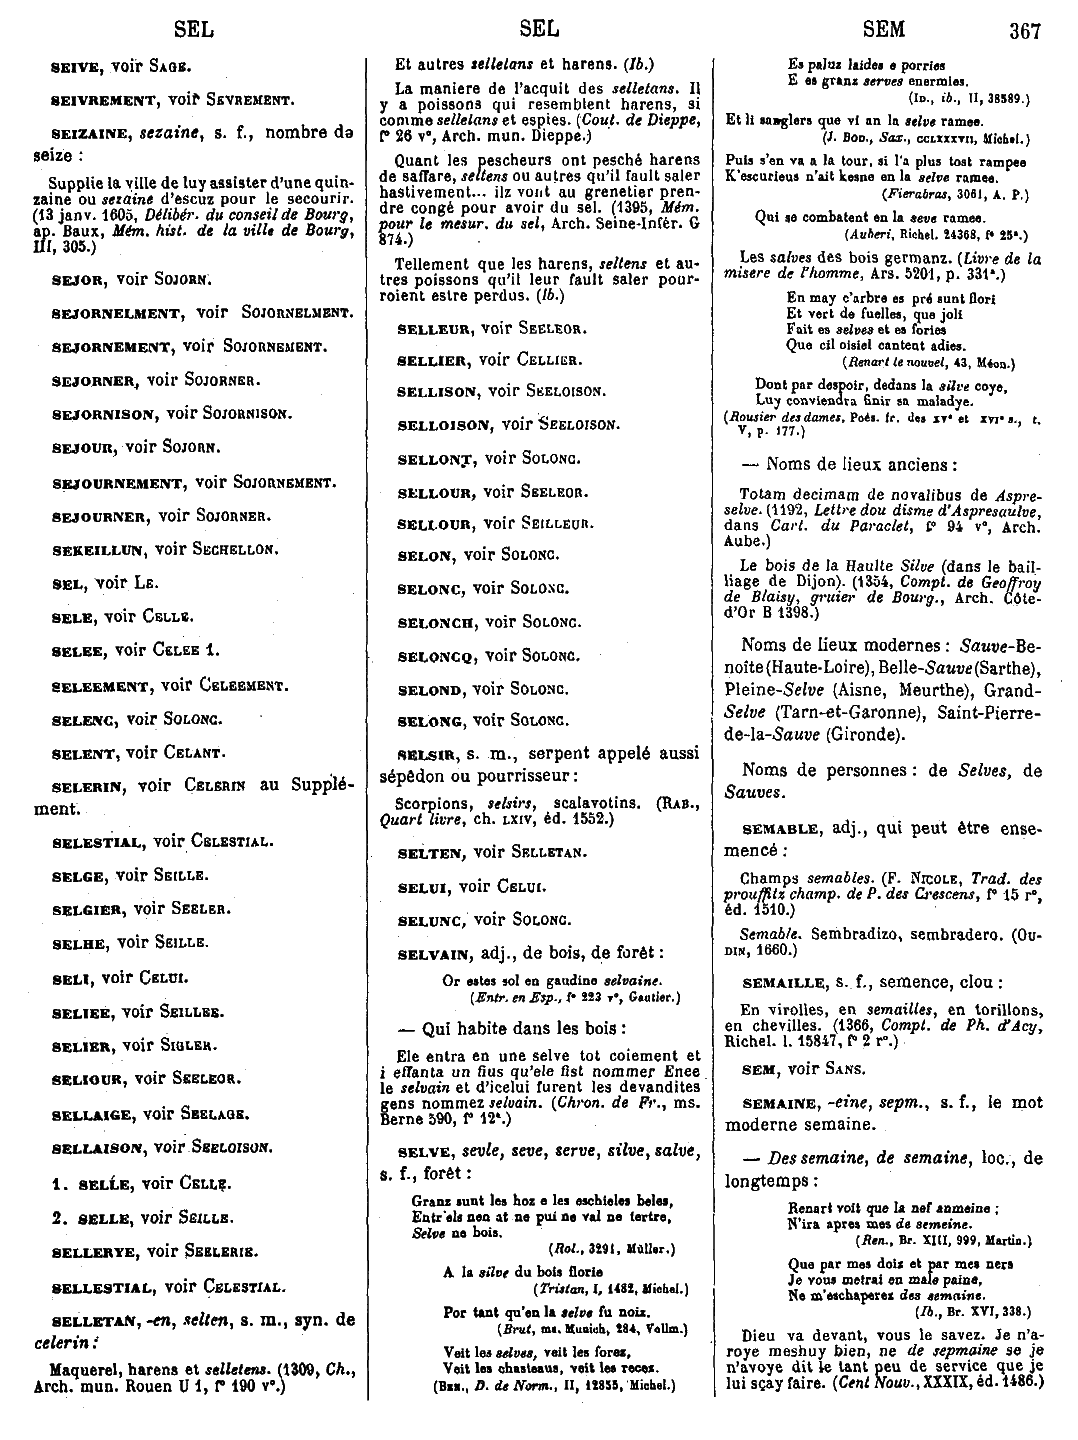 SEL
SEL
SEM
367
SEIVE, voir SAGE.
SEIVREMENT, voir SEVREMENT.
SEIZAINE, sezaine, s. f., nombre de
seize :
Supplie la ville de luy assister d'une quin-
zaine ou sezaine d'escuz pour le secourir.
(13 janv. 1605, Délibér. du conseil de Bourg,
ap. Baux, Mém. hist. de la ville de Bourg,
III, 305.)
SEJOR, voir SOJORN.
SEJORNELMENT, voir SOJORNELMENT.
SEJORNEMENT, voir SOJORNEMENT.
SEJORNER, voir SOJORNER.
SEJORNISON, voir SOJORNISON.
SEJOUR, voir SOJORN.
SEJOURNEMENT, voir SOJORNEMENT.
SEJOURNER, voir SOJORNER.
SEKEILLUN, voir SECHELLON.
SEL, voir LE.
SELE, voir CELLE.
SELEE, voir CELEE 1.
SELEEMENT, voir CELEEMENT.
SELENC, voir SOLONC.
SELENT, voir CELANT.
SELERIN, voir CELERIN au Supplé-
ment.
SELESTIAL, voir CELESTIAL.
SELGE, voir SEILLE.
SELGIER, voir SEELER.
SELHE, voir SEILLE.
SELI, voir CELUI.
SELIEE, voir SEILLEE.
SELIER, voir SIGLER.
SELIOUR, voir SEELEOR.
SELLAIGE, voir SEELAGE.
SELLAISON, voir SEELOISON.
1. SELLE, voir CELLE.
2. SELLE, voir SEILLE.
SELLERYE, voir SEELERIE.
SELLESTIAL, voir CELESTIAL.
SELLETAN, -en, selten, s. m., syn. de
celerin :
Maquerel, harens et selletens. (1309, Ch.,
Arch. mun. Rouen U 1, f° 190 v°.)
Et autres selletans et harens. (Ib.)
La maniere de l'acquit des selletans. Il
y a poissons qui resemblent harens, si
comme selletans et espies. (Cout. de Dieppe,
f° 26 v°, Arch. mun. Dieppe.)
Quant les pescheurs ont pesché harens
de saffare, seltens ou autres qu'il fault saler
hastivement... ilz vont au grenetier pren-
dre congé pour avoir du sel. (1395, Mém.
pour le mesur. du sel, Arch. Seine-Infér. G
874.)
Tellement que les harens, seltens et au-
tres poissons qu'il leur fault saler pour-
roient estre perdus. (Ib.)
SELLEUR, voir SEELEOR.
SELLIER, voir CELLIER.
SELLISON, voir SEELOISON.
SELLOISON, voir SEELOISON.
SELLONT, voir SOLONC.
SELLOUR, voir SEELEOR.
SELLOUR, voir SEILLEUR.
SELON, voir SOLONC.
SELONC, voir SOLONC.
SELONCH, voir SOLONC.
SELONCQ, voir SOLONC.
SELOND, voir SOLONC.
SELONG, voir SOLONC.
SELSIR, s. m., serpent appelé aussi
sépédon ou pourrisseur :
Scorpions, selsirs, scalavotins. (RAB.,
Quart livre, ch. LXIV, éd. 1552.)
SELTEN, voir SELLETAN.
SELUI, voir CELUI.
SELUNC, voir SOLONC.
SELVAIN, adj., de bois, de forêt :
Or estes sol en gaudine selvaine.
(Entr. en Esp., f° 223 v°, Gautier.)
— Qui habite dans les bois :
Ele entra en une selve tot coiement et
i effanta un fius qu'ele fist nommer Enee
le selvain et d'icelui furent les devandites
gens nommez selvain. (Chron. de Fr., ms.
Berne 590, f° 12ª.)
SELVE, sevle, seve, serve, silve, salve,
s. f., forêt :
Granz sunt les hoz e les eschieles beles,
Entr'els nen at ne pui ne val ne tertre,
Selve ne bois.
(Rol., 3291, Müller.)
A la silve du bois florie
(Tristan, I, 1482, Michel.)
Por tant qu'en la selve fu noiz.
(Brut, ms. Munich, 284, Vollm.)
Veit les selves, veit les forez,
Veit les chasteaus, veit les recez.
(BEN., D. de Norm., II, 12855, Michel.)
Es paluz laides e porries
E es granz serves enermies.
(ID., ib., II, 38589.)
Et li sanglers que vi an la selve ramee.
(J. BOD., Sax., CCLXXXVII, Michel.)
Puis s'en va a la tour, si l'a plus tost rampee
K'escurieus n'ait kesne en la selve ramee.
(Fierabras, 3061, A. P.)
Qui se combatent en la seve ramee.
(Auberi, Richel. 24368, f° 25ª.)
Les salves des bois germanz. (Livre de la
misere de l'homme, Ars. 5201, p. 331ª.)
En may c'arbre es pré sunt flori
Et vert de fuelles, que joli
Fait es selves et es fories
Que cil oisiel cantent adies.
(Renart le nouvel, 43, Méon.)
Dont par despoir, dedans la silve coye,
Luy conviendra finir sa maladye.
(Rousier des dames, Poés. fr. des XVᵉ et XVIᵉ s., t.
V, p. 177.)
— Noms de lieux anciens :
Totam decimam de novalibus de Aspre-
selve. (1192, Lettre dou disme d'Aspresaulve,
dans Cart. du Paraclet, f° 94 v°, Arch.
Aube.)
Le bois de la Haulte Silve (dans le bail-
liage de Dijon). (1354, Compt. de Geoffroy
de Blaisy, gruier de Bourg., Arch. Côte-
d'Or B 1398.)
Noms de lieux modernes : Sauve-Be-
noîte (Haute-Loire), Belle-Sauve (Sarthe),
Pleine-Selve (Aisne, Meurthe), Grand-
Selve (Tarn-et-Garonne), Saint-Pierre-
de-la-Sauve (Gironde).
Noms de personnes : de Selves, de
Sauves.
SEMABLE, adj., qui peut être ense-
mencé :
Champs semables. (F. NICOLE, Trad. des
prouffitz champ. de P. des Crescens, f° 15 r°,
éd. 1510.)
Semable. Sembradizo, sembradero. (OU-
DIN, 1660.)
SEMAILLE, s. f., semence, clou :
En virolles, en semailles, en torillons,
en chevilles. (1366, Compt. de Ph. d'Acy,
Richel. l. 15847, f° 2 r°.)
SEM, voir SANS.
SEMAINE, -eine, sepm., s. f., le mot
moderne semaine.
— Des semaine, de semaine, loc., de
longtemps :
Renart voit que la nef anmeine ;
N'ira apres mes de semeine.
(Ren., Br. XIII, 999, Martin.)
Que par mes doiz et par mes ners
Je vous metrai en male paine,
Ne m'eschaperez des semaine.
(Ib., Br. XVI, 338.)
Dieu va devant, vous le savez. Je n'a-
roye meshuy bien, ne de sepmaine se je
n'avoye dit le tant peu de service que je
lui sçay faire. (Cent Nouv., XXXIX, éd. 1486.)